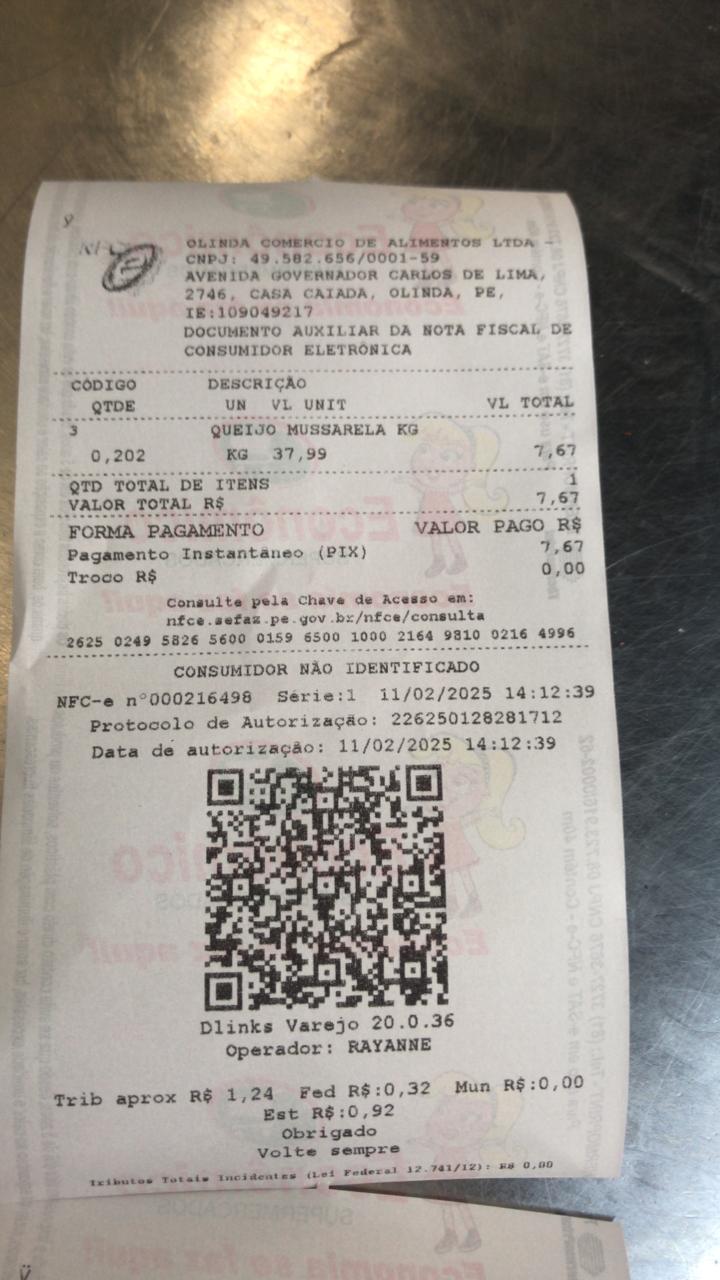 OLINDA COMERCIO DE ALIMENTOS LTDA -
CNPJ: 49.582.656/0001-59
AVENIDA GOVERNADOR CARLOS DE LIMA,
2746, CASA CAIADA, OLINDA, PE,
IE:109049217
DOCUMENTO AUXILIAR DA NOTA FISCAL DE
CONSUMIDOR ELETRÔNICA
CÓDIGO DESCRIÇÃO
QTDE UN VL UNIT VL TOTAL
3 QUEIJO MUSSARELA KG
0,202 KG 37,99 7,67
QTD TOTAL DE ITENS 1
VALOR TOTAL R$ 7,67
FORMA PAGAMENTO VALOR PAGO R$
Pagamento Instantâneo (PIX) 7,67
Troco R$ 0,00
Consulte pela Chave de Acesso em:
nfce.sefaz.pe.gov.br/nfce/consulta
2625 0249 5826 5600 0159 6500 1000 2164 9810 0216 4996
CONSUMIDOR NÃO IDENTIFICADO
NFC-e n°000216498 Série:1 11/02/2025 14:12:39
Protocolo de Autorização: 226250128281712
Data de autorização: 11/02/2025 14:12:39
Dlinks Varejo 20.0.36
Operador: RAYANNE
Trib aprox R$ 1,24 Fed R$:0,32 Mun R$:0,00
Est R$:0,92
Obrigado
Volte sempre
Tributos Totais Incidentes (Lei Federal 12.741/12): R$ 0,00